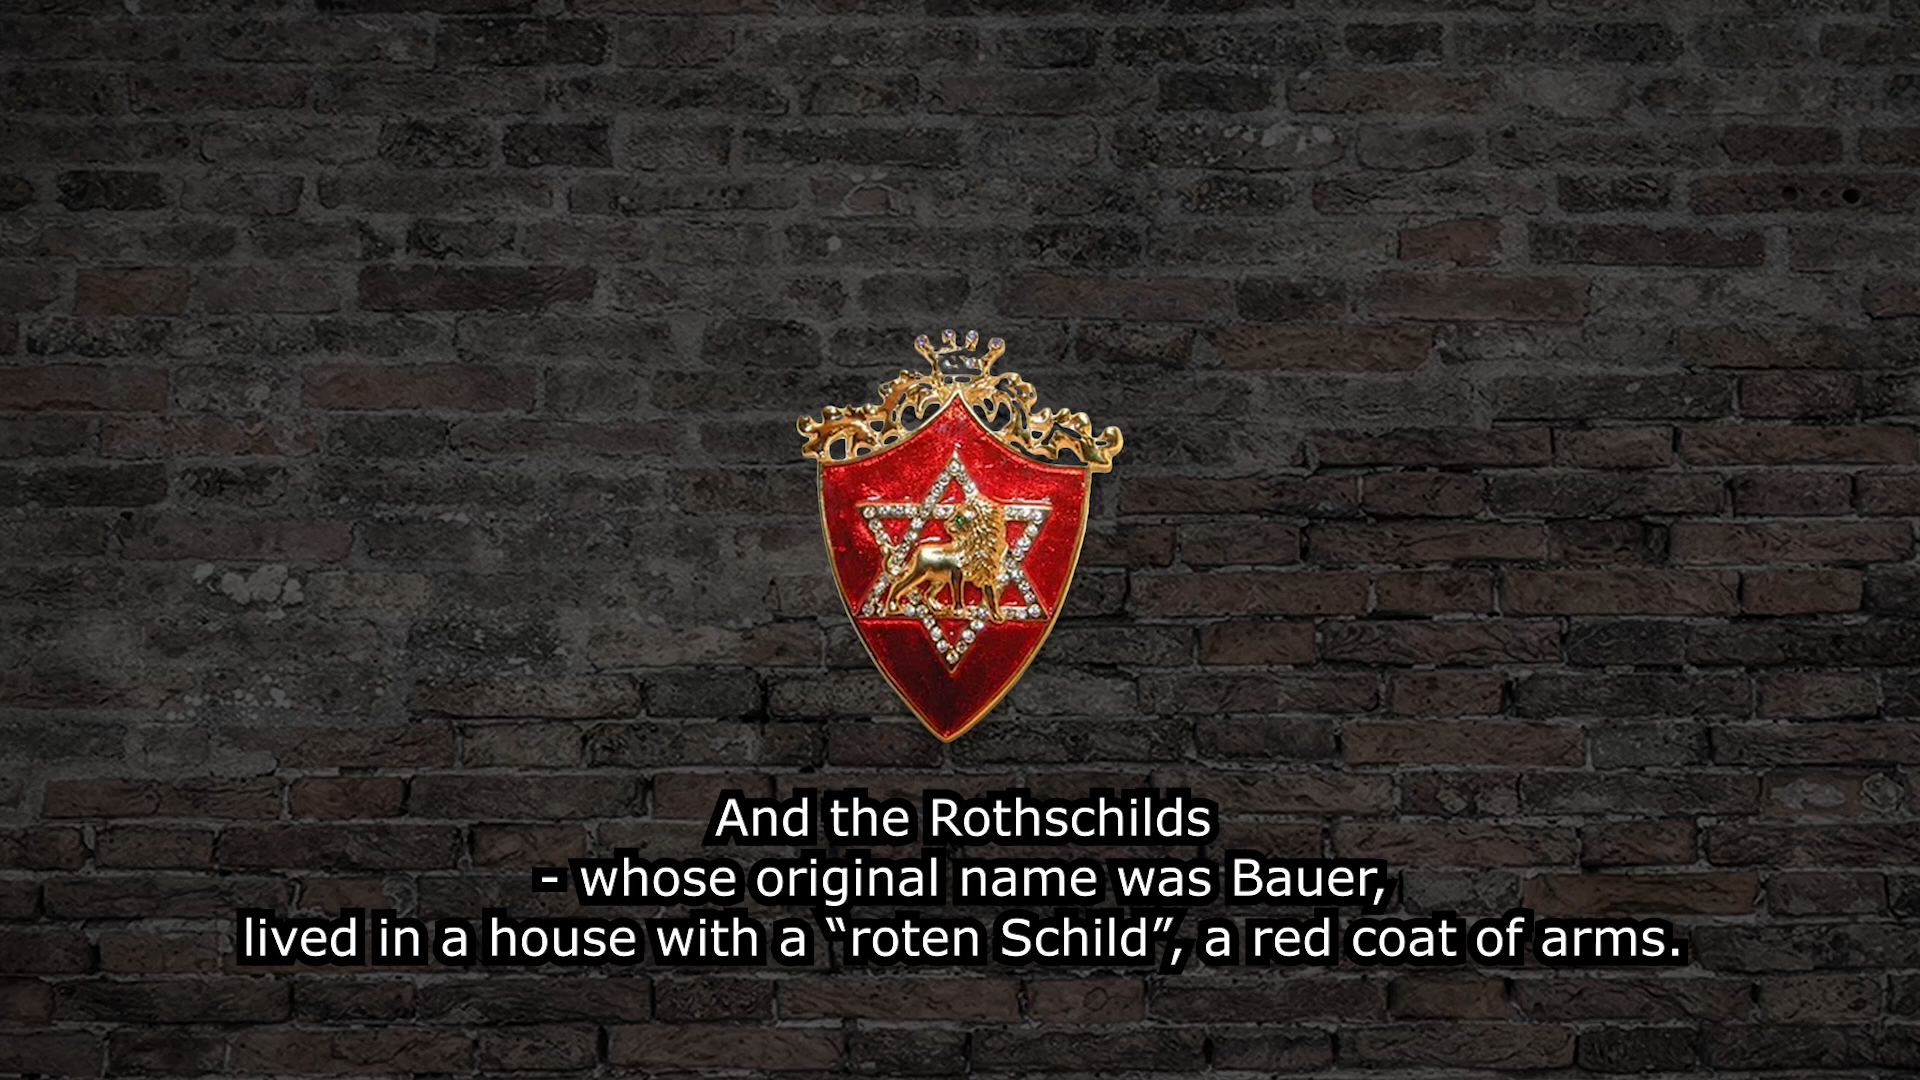 And the Rothschilds
- whose original name was Bauer,
lived in a house with a “roten Schild”, a red coat of arms.